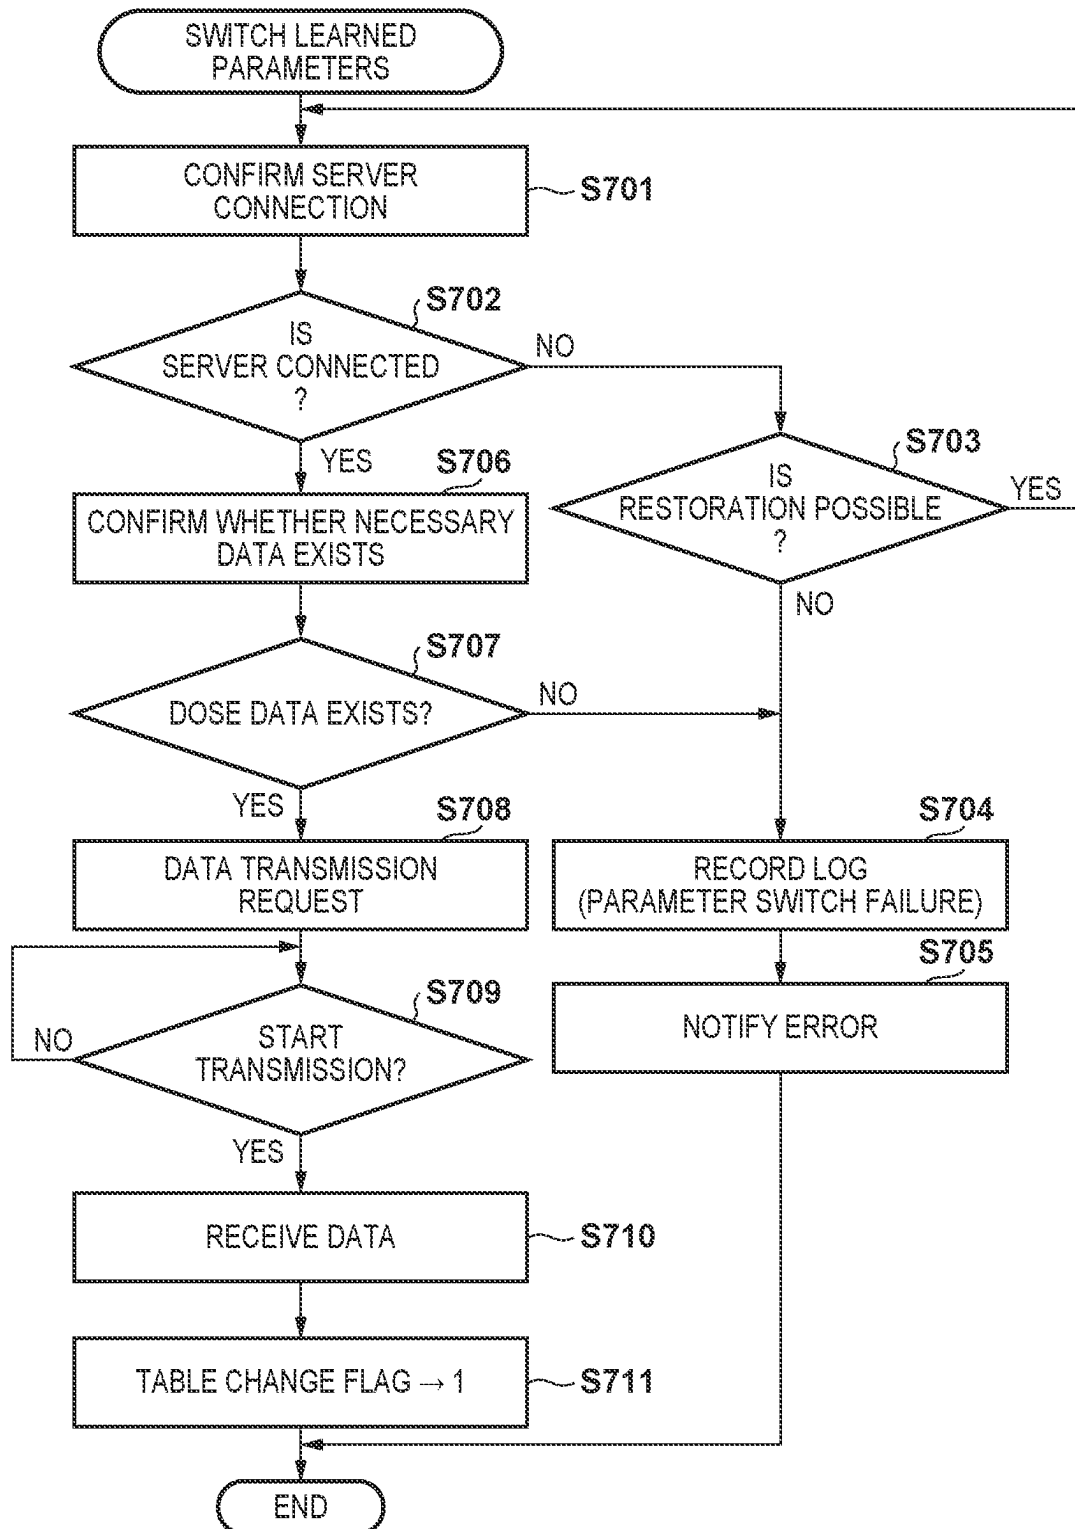 SWITCH LEARNED
PARAMETERS
CONFIRM SERVER
CONNECTION
S701
S702
IS
SERVER CONNECTED
?
NO
YES
S703
IS
RESTORATION POSSIBLE
?
YES
NO
S706
CONFIRM WHETHER NECESSARY
DATA EXISTS
S707
DOSE DATA EXISTS?
NO
YES
S708
DATA TRANSMISSION
REQUEST
S704
RECORD LOG
(PARAMETER SWITCH FAILURE)
S705
NOTIFY ERROR
S709
START
TRANSMISSION?
NO
YES
RECEIVE DATA
S710
TABLE CHANGE FLAG → 1
S711
END